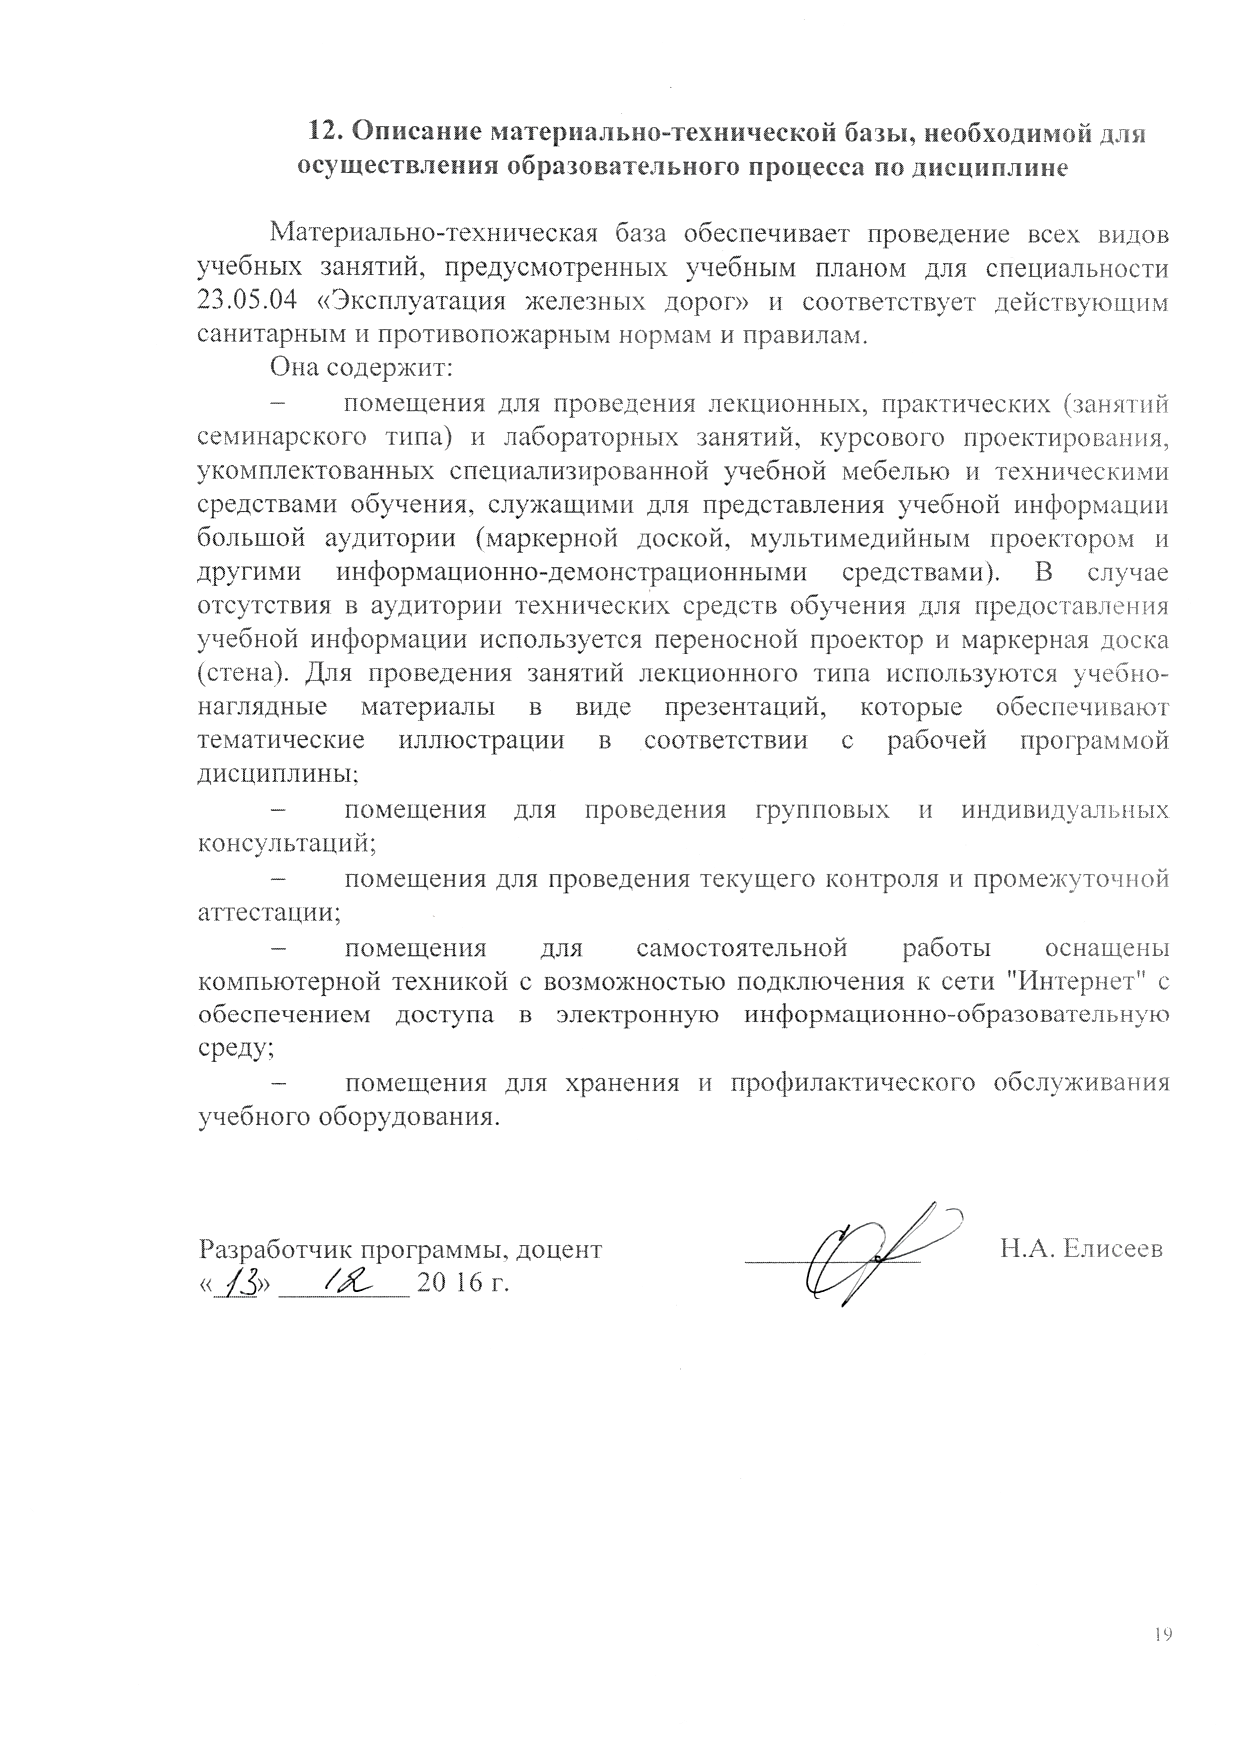 12. Описание материально-технической базы, необходимой для
осуществления образовательного процесса по дисциплине
Материально-техническая база обеспечивает проведение всех видов
учебных занятий, предусмотренных учебным планом для специальности
23.05.04 «Эксплуатация железных дорог» и соответствует действующим
санитарным и противопожарным нормам и правилам.
Она содержит:
− помещения для проведения лекционных, практических (занятий
семинарского типа) и лабораторных занятий, курсового проектирования,
укомплектованных специализированной учебной мебелью и техническими
средствами обучения, служащими для представления учебной информации
большой аудитории (маркерной доской, мультимедийным проектором и
другими информационно-демонстрационными средствами). В случае
отсутствия в аудитории технических средств обучения для предоставления
учебной информации используется переносной проектор и маркерная доска
(стена). Для проведения занятий лекционного типа используются учебно-
наглядные материалы в виде презентаций, которые обеспечивают
тематические иллюстрации в соответствии с рабочей программой
дисциплины;
− помещения для проведения групповых и индивидуальных
консультаций;
− помещения для проведения текущего контроля и промежуточной
аттестации;
− помещения для самостоятельной работы оснащены
компьютерной техникой с возможностью подключения к сети "Интернет" с
обеспечением доступа в электронную информационно-образовательную
среду;
− помещения для хранения и профилактического обслуживания
учебного оборудования.
Разработчик программы, доцент Н.А. Елисеев
«13» 12 20 16 г.
19